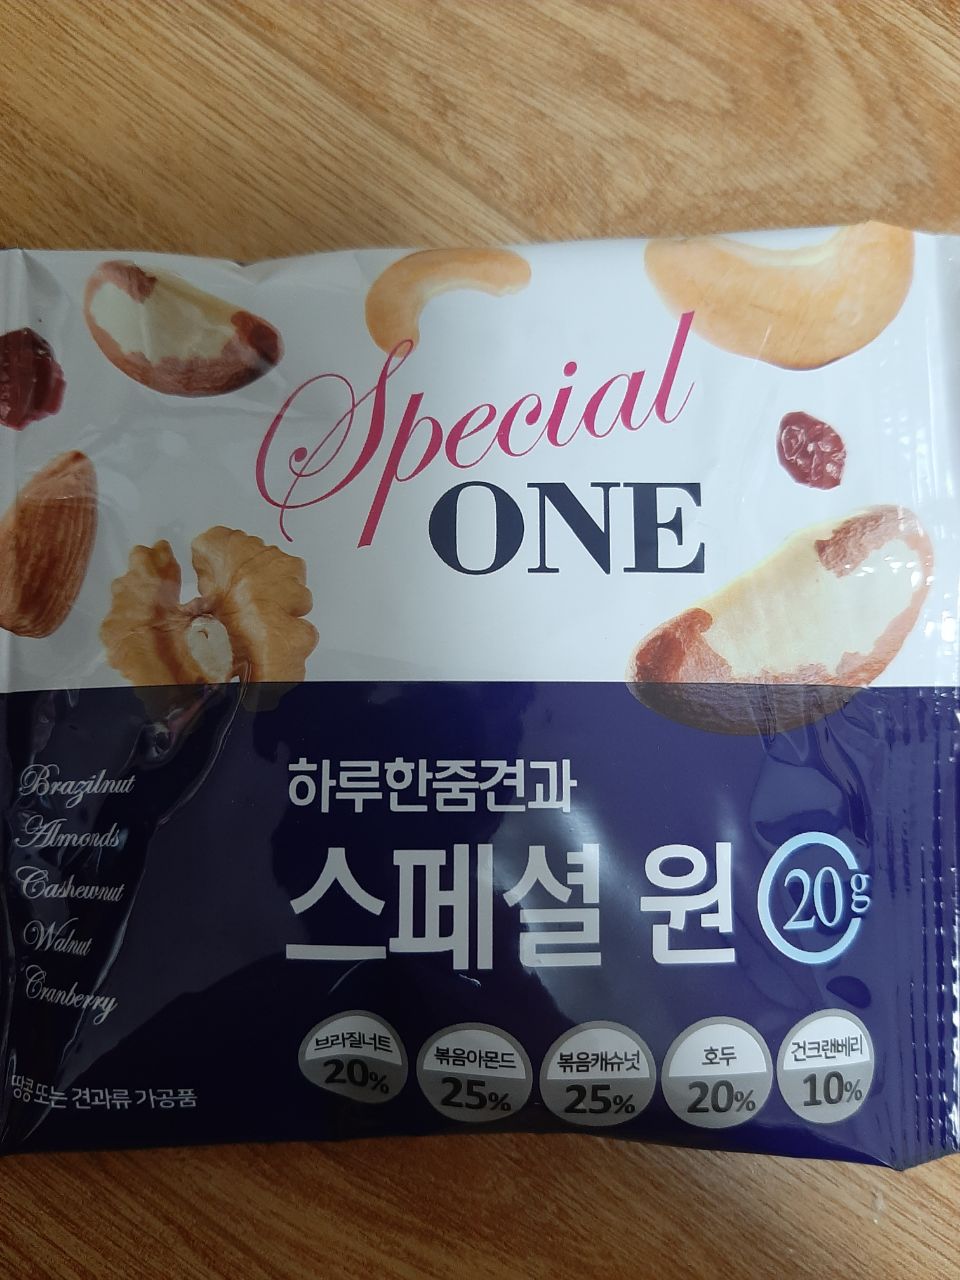 Special
ONE
하루한줌견과
스페셜 원 20g
Brazilnut
Almonds
Cashewnut
Walnut
Cranberry
브라질너트 20%
볶음아몬드 25%
볶음캐슈넛 25%
호두 20%
건크랜베리 10%
땅콩 또는 견과류 가공품